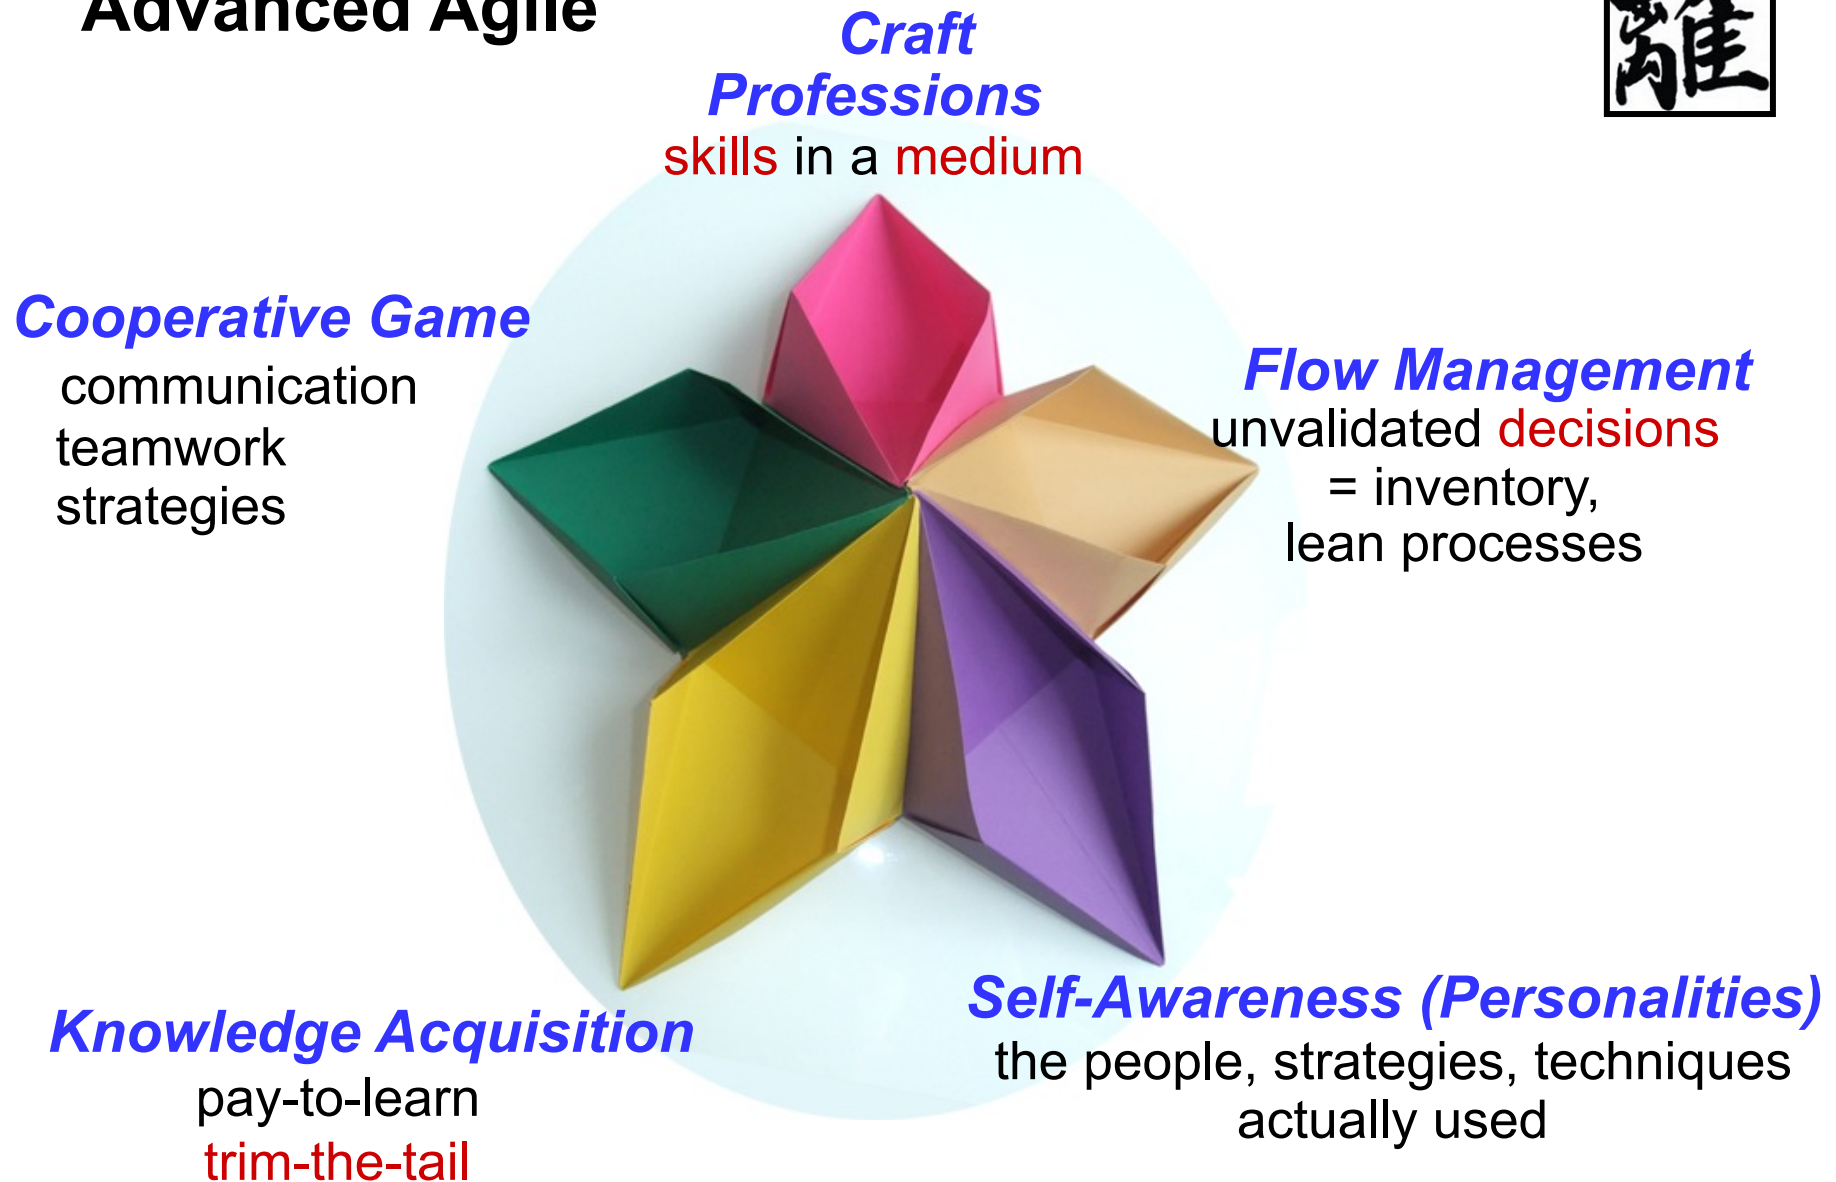 Advanced Agile
離
Craft
Professions
skills in a medium
Cooperative Game
communication
teamwork
strategies
Flow Management
unvalidated decisions
= inventory,
lean processes
Knowledge Acquisition
pay-to-learn
trim-the-tail
Self-Awareness (Personalities)
the people, strategies, techniques
actually used